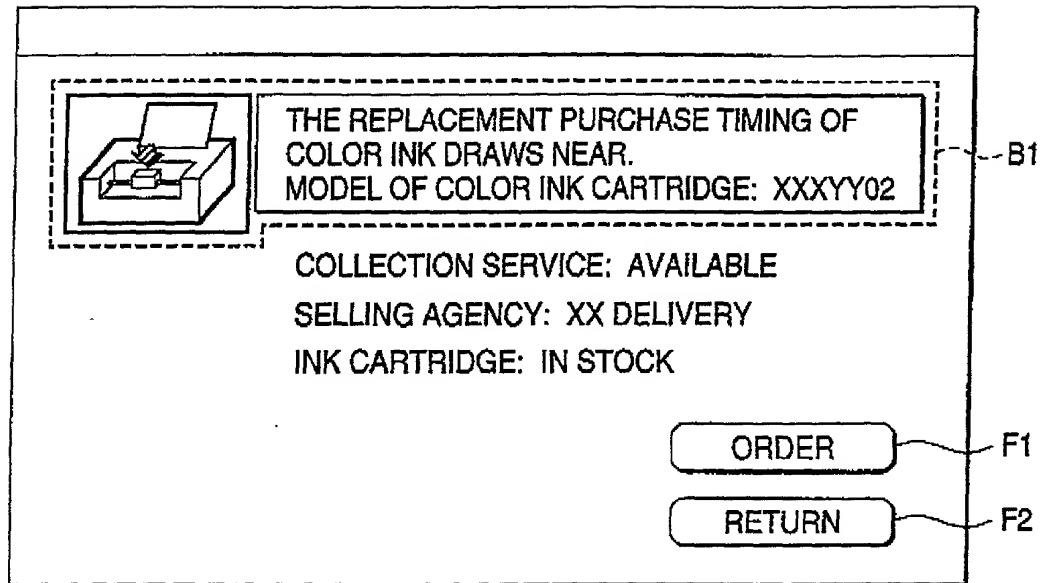 THE REPLACEMENT PURCHASE TIMING OF
COLOR INK DRAWS NEAR.
MODEL OF COLOR INK CARTRIDGE: XXXYY02
B1
COLLECTION SERVICE: AVAILABLE
SELLING AGENCY: XX DELIVERY
INK CARTRIDGE: IN STOCK
ORDER
F1
RETURN
F2